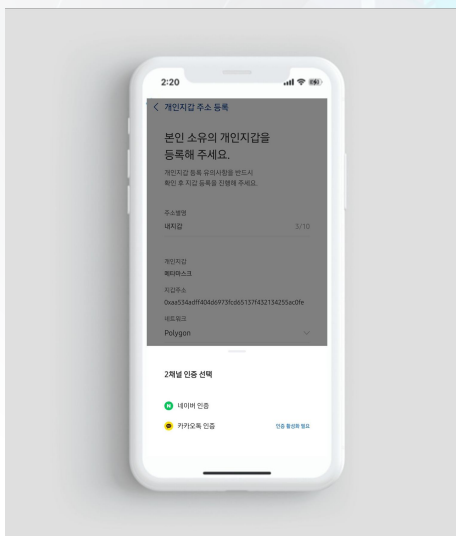 2:20
개인지갑 주소 등록
본인 소유의 개인지갑을
등록해 주세요.
개인지갑 등록 유의사항을 반드시
확인 후 지갑 등록을 진행해 주세요.
주소별명
내지갑 3/10
개인지갑
메타마스크
지갑주소
0xaa534adff404d6973fcd65137f432134255ac0fe
네트워크
Polygon
2채널 인증 선택
네이버 인증
카카오톡 인증 인증 활성화 필요